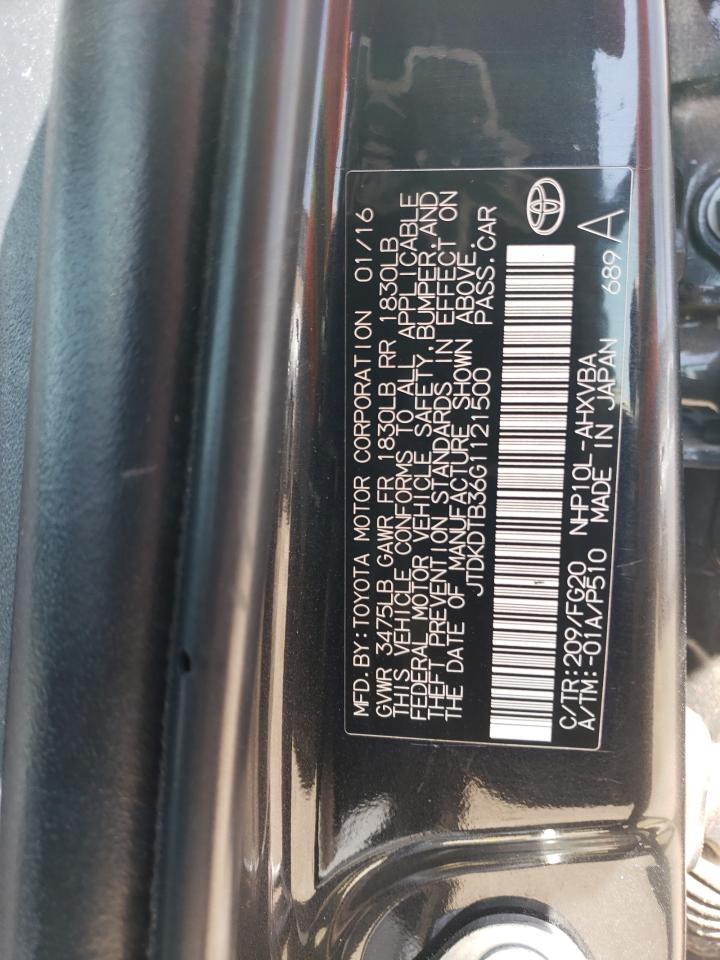 MFD. BY: TOYOTA MOTOR CORPORATION 01/16
GVWR 3475LB GAWR FR 1830LB RR 1830LB
THIS VEHICLE CONFORMS TO ALL APPLICABLE
FEDERAL MOTOR VEHICLE SAFETY, BUMPER, AND
THEFT PREVENTION STANDARDS IN EFFECT ON
THE DATE OF MANUFACTURE SHOWN ABOVE.
JTDKDTB36G1121500 PASS. CAR
C/TR: 209/FG20 NHP10L-AHXVBA
A/TM: -01A/P510 MADE IN JAPAN 689 A